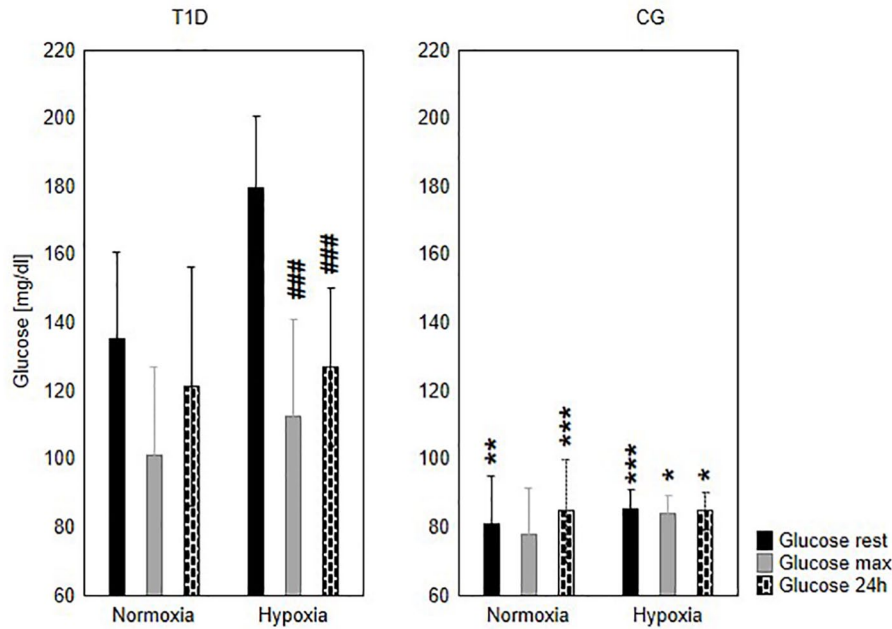 T1D
CG
Glucose [mg/dl]
220
200
180
160
140
120
100
80
60
###
###
Normoxia
Hypoxia
220
200
180
160
140
120
100
80
60
**
***
***
*
*
Normoxia
Hypoxia
Glucose rest
Glucose max
Glucose 24h